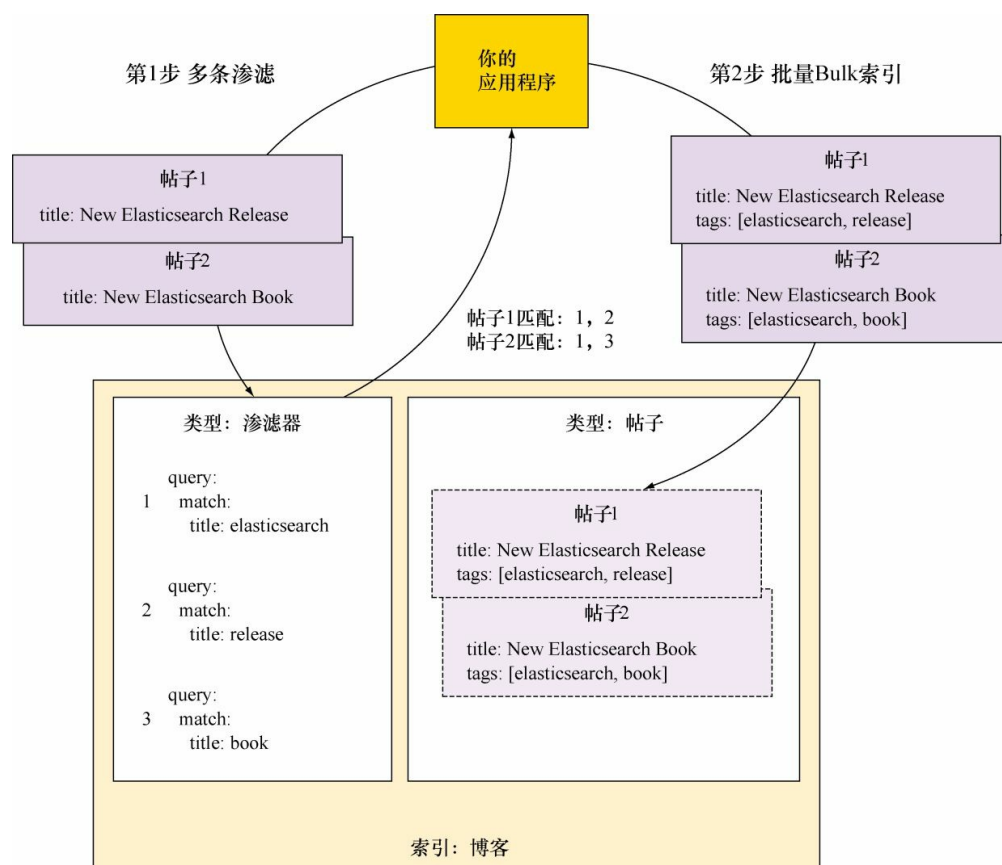 你的
应用程序
第1步 多条渗滤
第2步 批量Bulk索引
帖子1
title: New Elasticsearch Release
帖子2
title: New Elasticsearch Book
帖子1
title: New Elasticsearch Release
tags: [elasticsearch, release]
帖子2
title: New Elasticsearch Book
tags: [elasticsearch, book]
帖子1匹配：1，2
帖子2匹配：1，3
类型：渗滤器
query:
1 match:
title: elasticsearch
query:
2 match:
title: release
query:
3 match:
title: book
类型：帖子
帖子1
title: New Elasticsearch Release
tags: [elasticsearch, release]
帖子2
title: New Elasticsearch Book
tags: [elasticsearch, book]
索引：博客